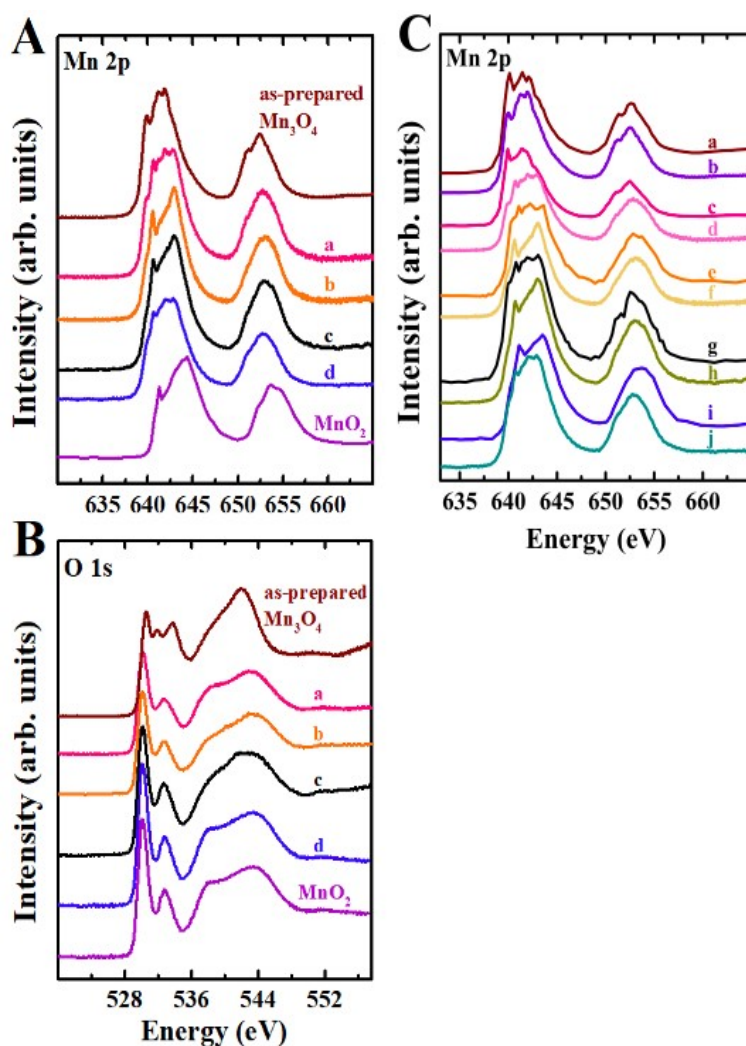 A
Mn 2p
as-prepared
Mn₃O₄
a
b
c
d
MnO₂
Intensity (arb. units)
635 640 645 650 655 660
B
O 1s
as-prepared
Mn₃O₄
a
b
c
d
MnO₂
Intensity (arb. units)
528 536 544 552
Energy (eV)
C
Mn 2p
a
b
c
d
e
f
g
h
i
j
Intensity (arb. units)
635 640 645 650 655 660
Energy (eV)